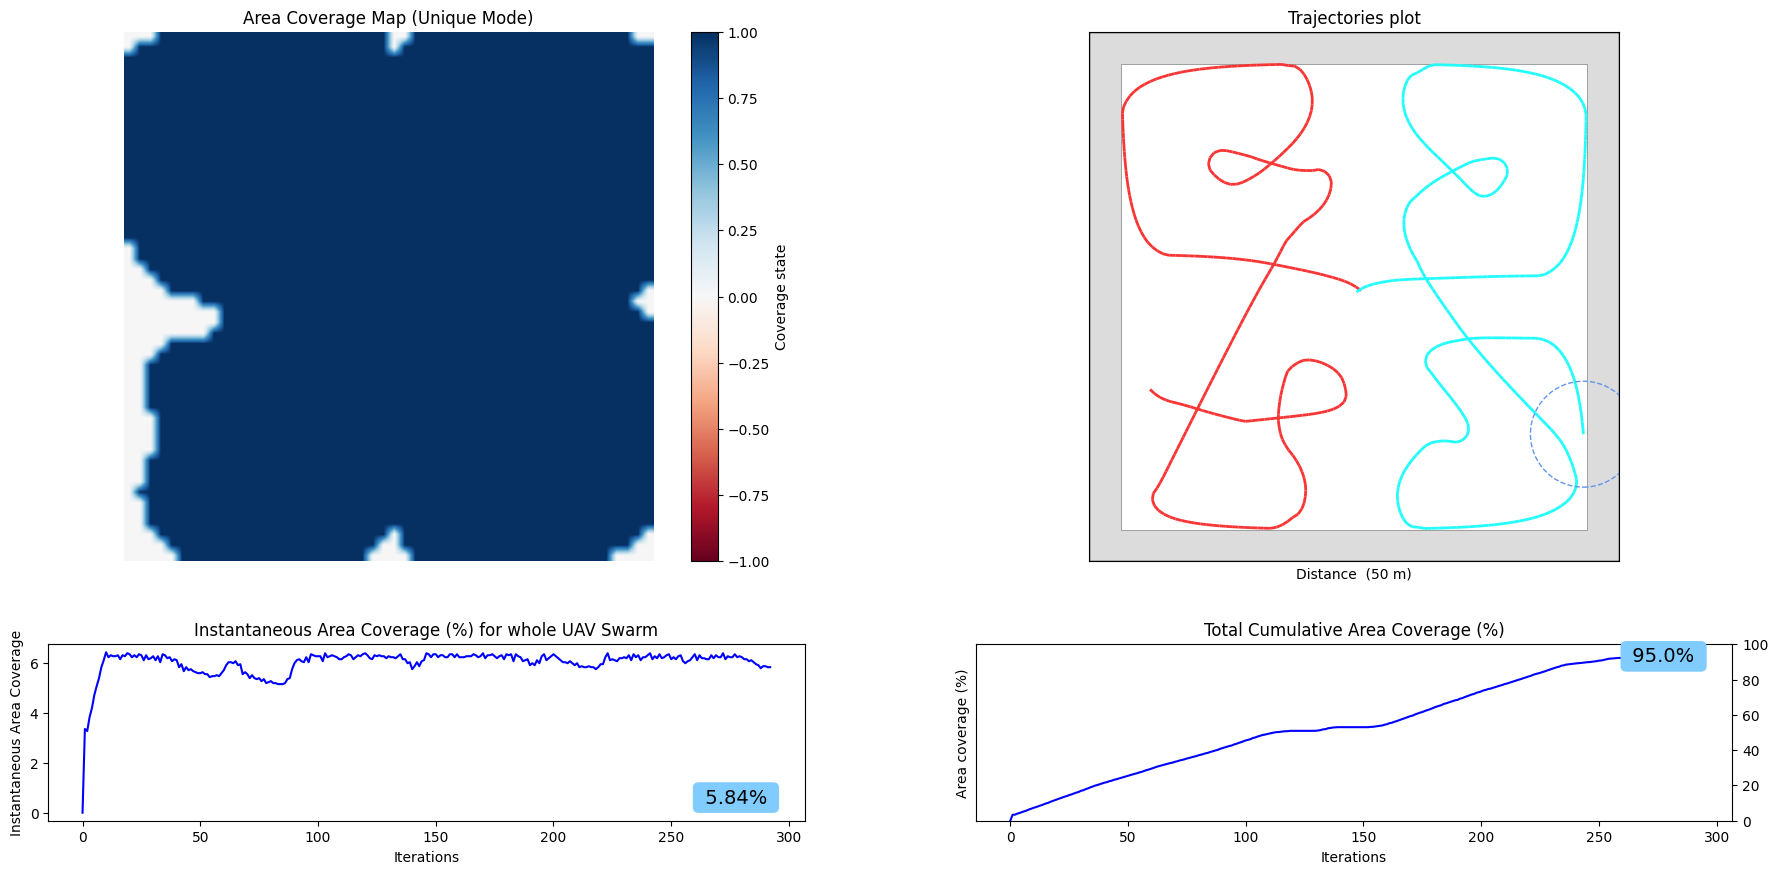 Area Coverage Map (Unique Mode)
1.00
0.75
0.50
0.25
0.00
−0.25
−0.50
−0.75
−1.00
Coverage state
Trajectories plot
Distance  (50 m)
Instantaneous Area Coverage (%) for whole UAV Swarm
Instantaneous Area Coverage
6
4
2
0
5.84%
0 50 100 150 200 250 300
Iterations
Total Cumulative Area Coverage (%)
Area coverage (%)
95.0%
100
80
60
40
20
0
0 50 100 150 200 250 300
Iterations